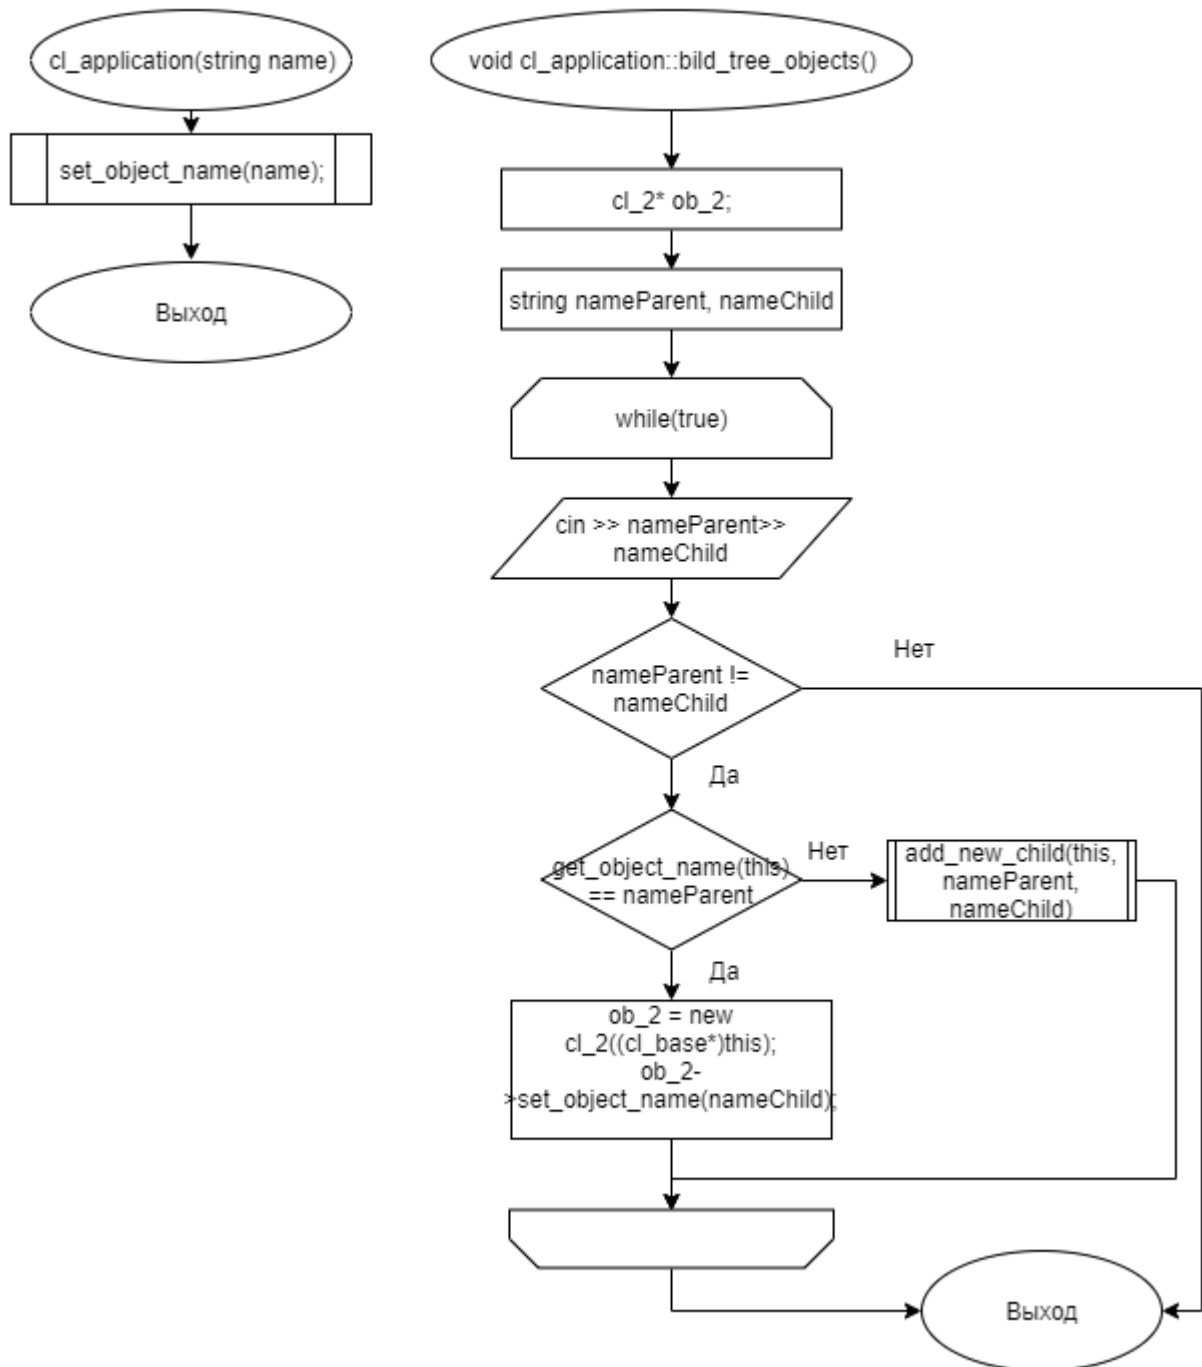 cl_application(string name)
set_object_name(name);
Выход
void cl_application::bild_tree_objects()
cl_2* ob_2;
string nameParent, nameChild
while(true)
cin >> nameParent>>
nameChild
nameParent !=
nameChild
Нет
Да
get_object_name(this)
== nameParent
Нет
add_new_child(this,
nameParent,
nameChild)
Да
ob_2 = new
cl_2((cl_base*)this);
ob_2-
>set_object_name(nameChild);
Выход